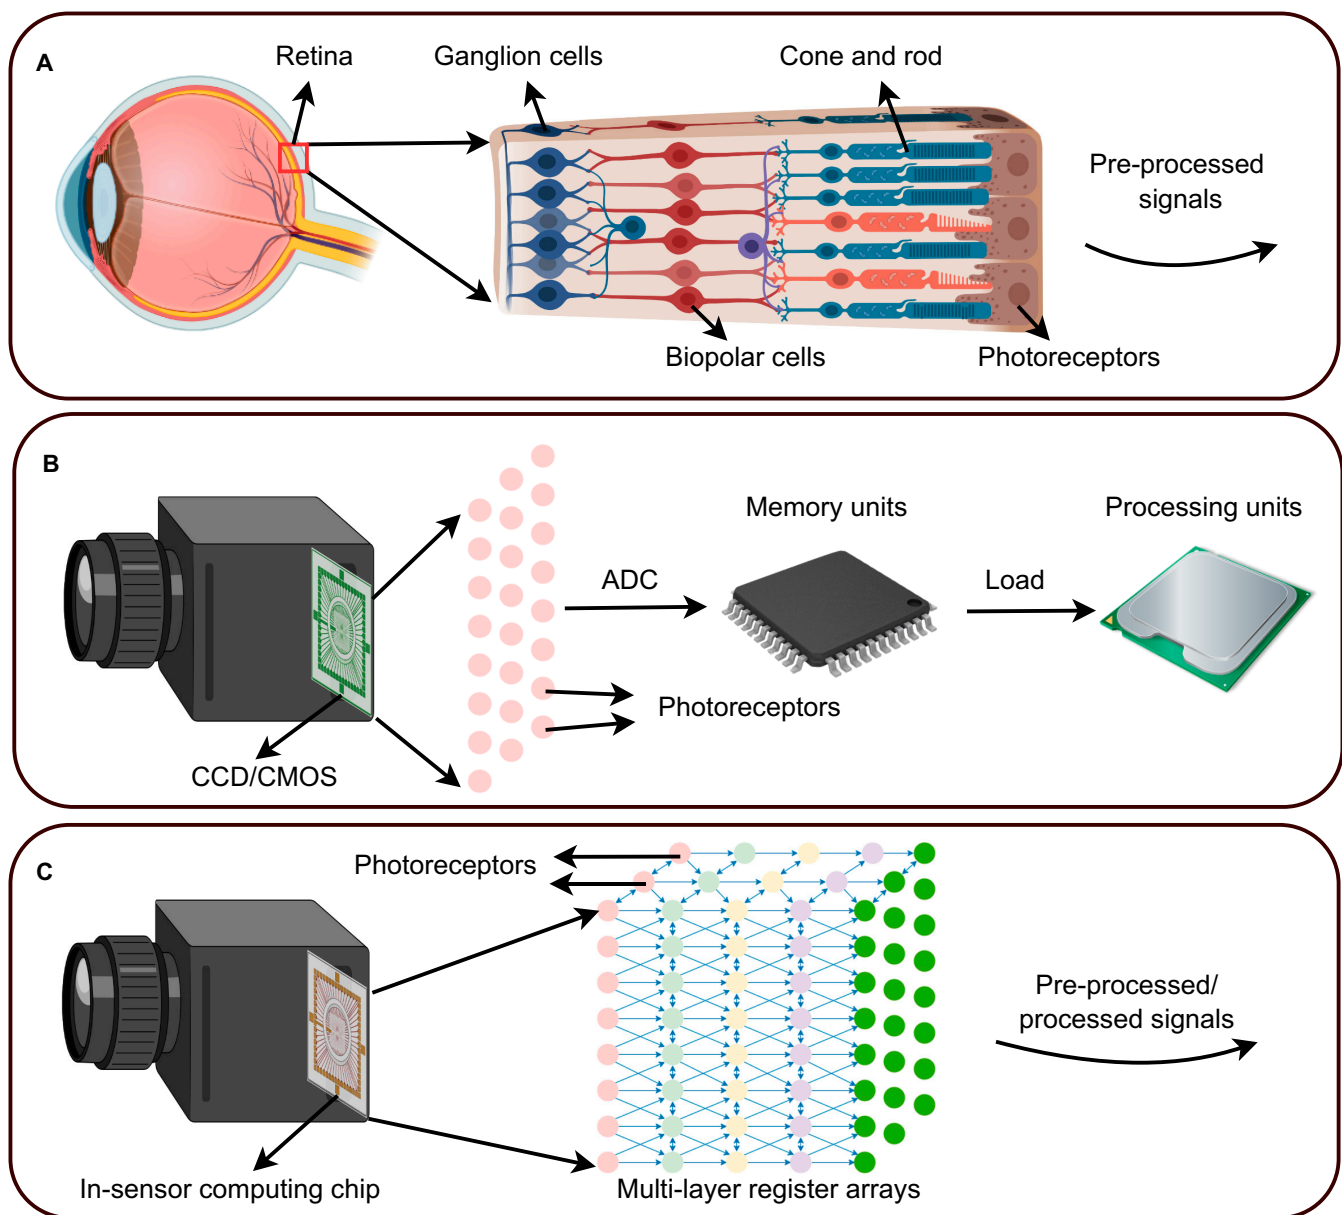 A
Retina
Ganglion cells
Cone and rod
Pre-processed
signals
Biopolar cells
Photoreceptors
B
Memory units
Processing units
ADC
Load
Photoreceptors
CCD/CMOS
C
Photoreceptors
Pre-processed/
processed signals
In-sensor computing chip
Multi-layer register arrays